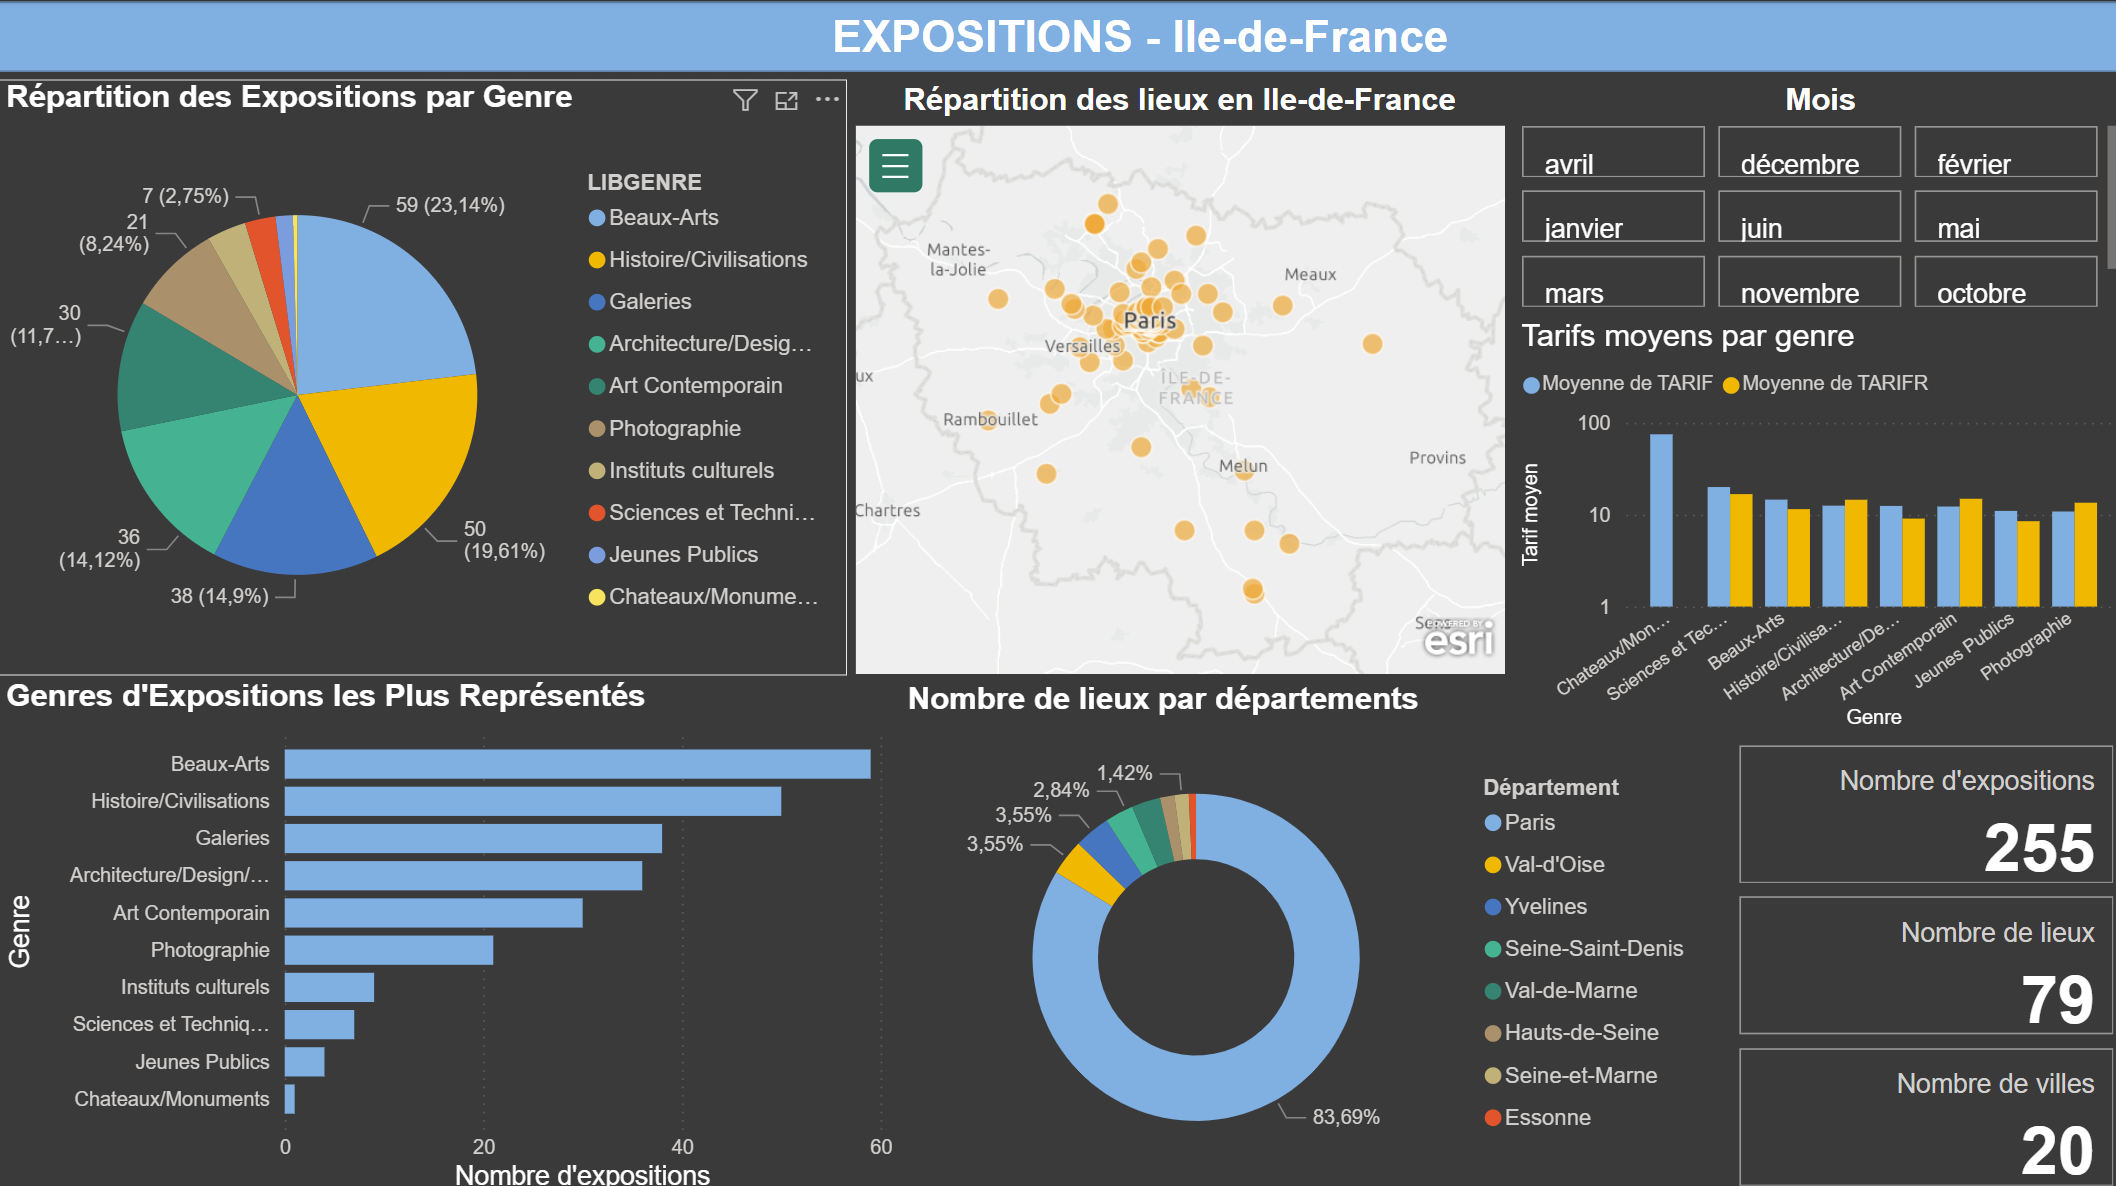 EXPOSITIONS - Ile-de-France
Répartition des Expositions par Genre
7 (2,75%)
59 (23,14%)
21
(8,24%)
30
(11,7…)
36
(14,12%)
38 (14,9%)
50
(19,61%)
LIBGENRE
Beaux-Arts
Histoire/Civilisations
Galeries
Architecture/Desig…
Art Contemporain
Photographie
Instituts culturels
Sciences et Techni…
Jeunes Publics
Chateaux/Monume…
Répartition des lieux en Ile-de-France
Mantes-
la-Jolie
Meaux
Paris
Versailles
ux
ÎLE-DE-
FRANCE
Rambouillet
Provins
Melun
Chartres
Sens
POWERED BY
esri
Mois
avril
décembre
février
janvier
juin
mai
mars
novembre
octobre
Tarifs moyens par genre
Moyenne de TARIF
Moyenne de TARIFR
Tarif moyen
100
10
1
Chateaux/Mon…
Sciences et Tec…
Beaux-Arts
Histoire/Civilisa…
Architecture/De…
Art Contemporain
Jeunes Publics
Photographie
Genre
Genres d'Expositions les Plus Représentés
Genre
Beaux-Arts
Histoire/Civilisations
Galeries
Architecture/Design/…
Art Contemporain
Photographie
Instituts culturels
Sciences et Techniq…
Jeunes Publics
Chateaux/Monuments
0
20
40
60
Nombre d'expositions
Nombre de lieux par départements
1,42%
2,84%
3,55%
3,55%
83,69%
Département
Paris
Val-d'Oise
Yvelines
Seine-Saint-Denis
Val-de-Marne
Hauts-de-Seine
Seine-et-Marne
Essonne
Nombre d'expositions
255
Nombre de lieux
79
Nombre de villes
20